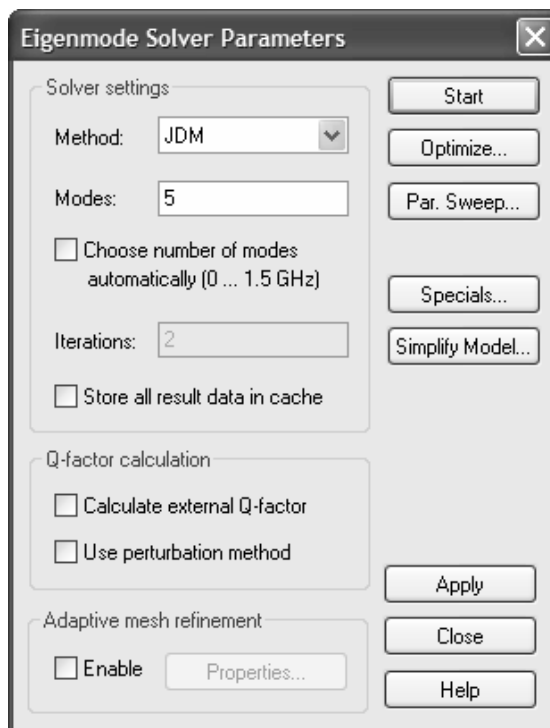 Eigenmode Solver Parameters
Solver settings
Method: JDM
Modes: 5
Choose number of modes
automatically (0 ... 1.5 GHz)
Iterations: 2
Store all result data in cache
Q-factor calculation
Calculate external Q-factor
Use perturbation method
Adaptive mesh refinement
Enable Properties...
Start
Optimize...
Par. Sweep...
Specials...
Simplify Model...
Apply
Close
Help